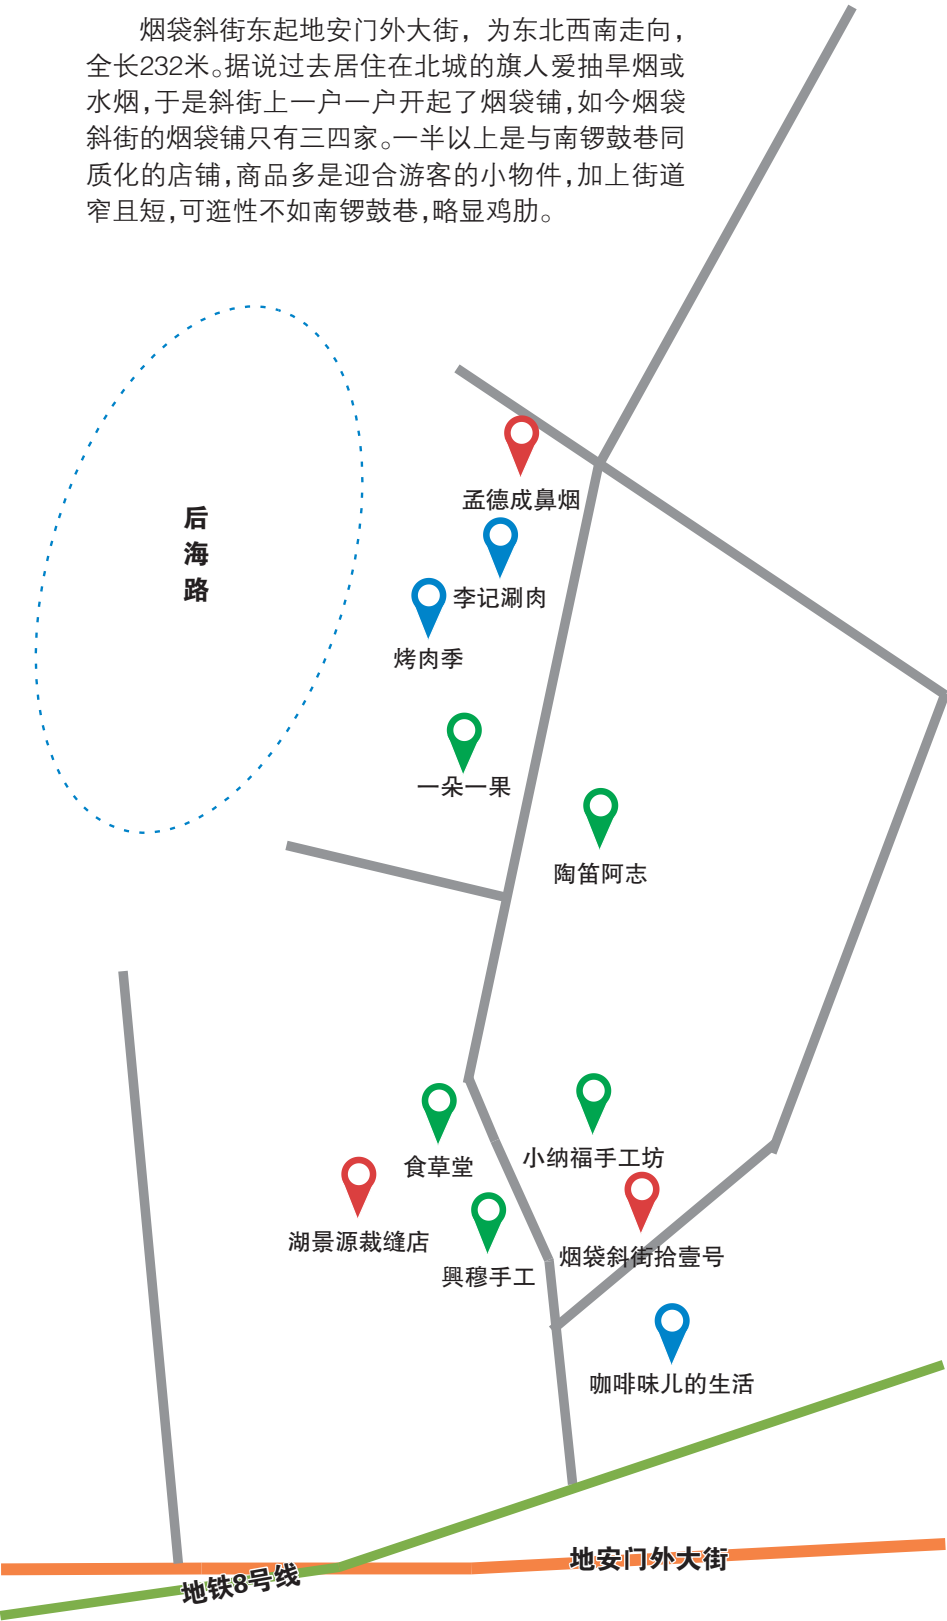 烟袋斜街东起地安门外大街，为东北西南走向，
全长232米。据说过去居住在北城的旗人爱抽旱烟或
水烟，于是斜街上一户一户开起了烟袋铺，如今烟袋
斜街的烟袋铺只有三四家。一半以上是与南锣鼓巷同
质化的店铺，商品多是迎合游客的小物件，加上街道
窄且短，可逛性不如南锣鼓巷，略显鸡肋。
孟德成鼻烟
后海路
李记涮肉
烤肉季
一朵一果
陶笛阿志
小纳福手工坊
食草堂
湖景源裁缝店
烟袋斜街拾壹号
興穆手工
咖啡味儿的生活
地安门外大街
地铁8号线